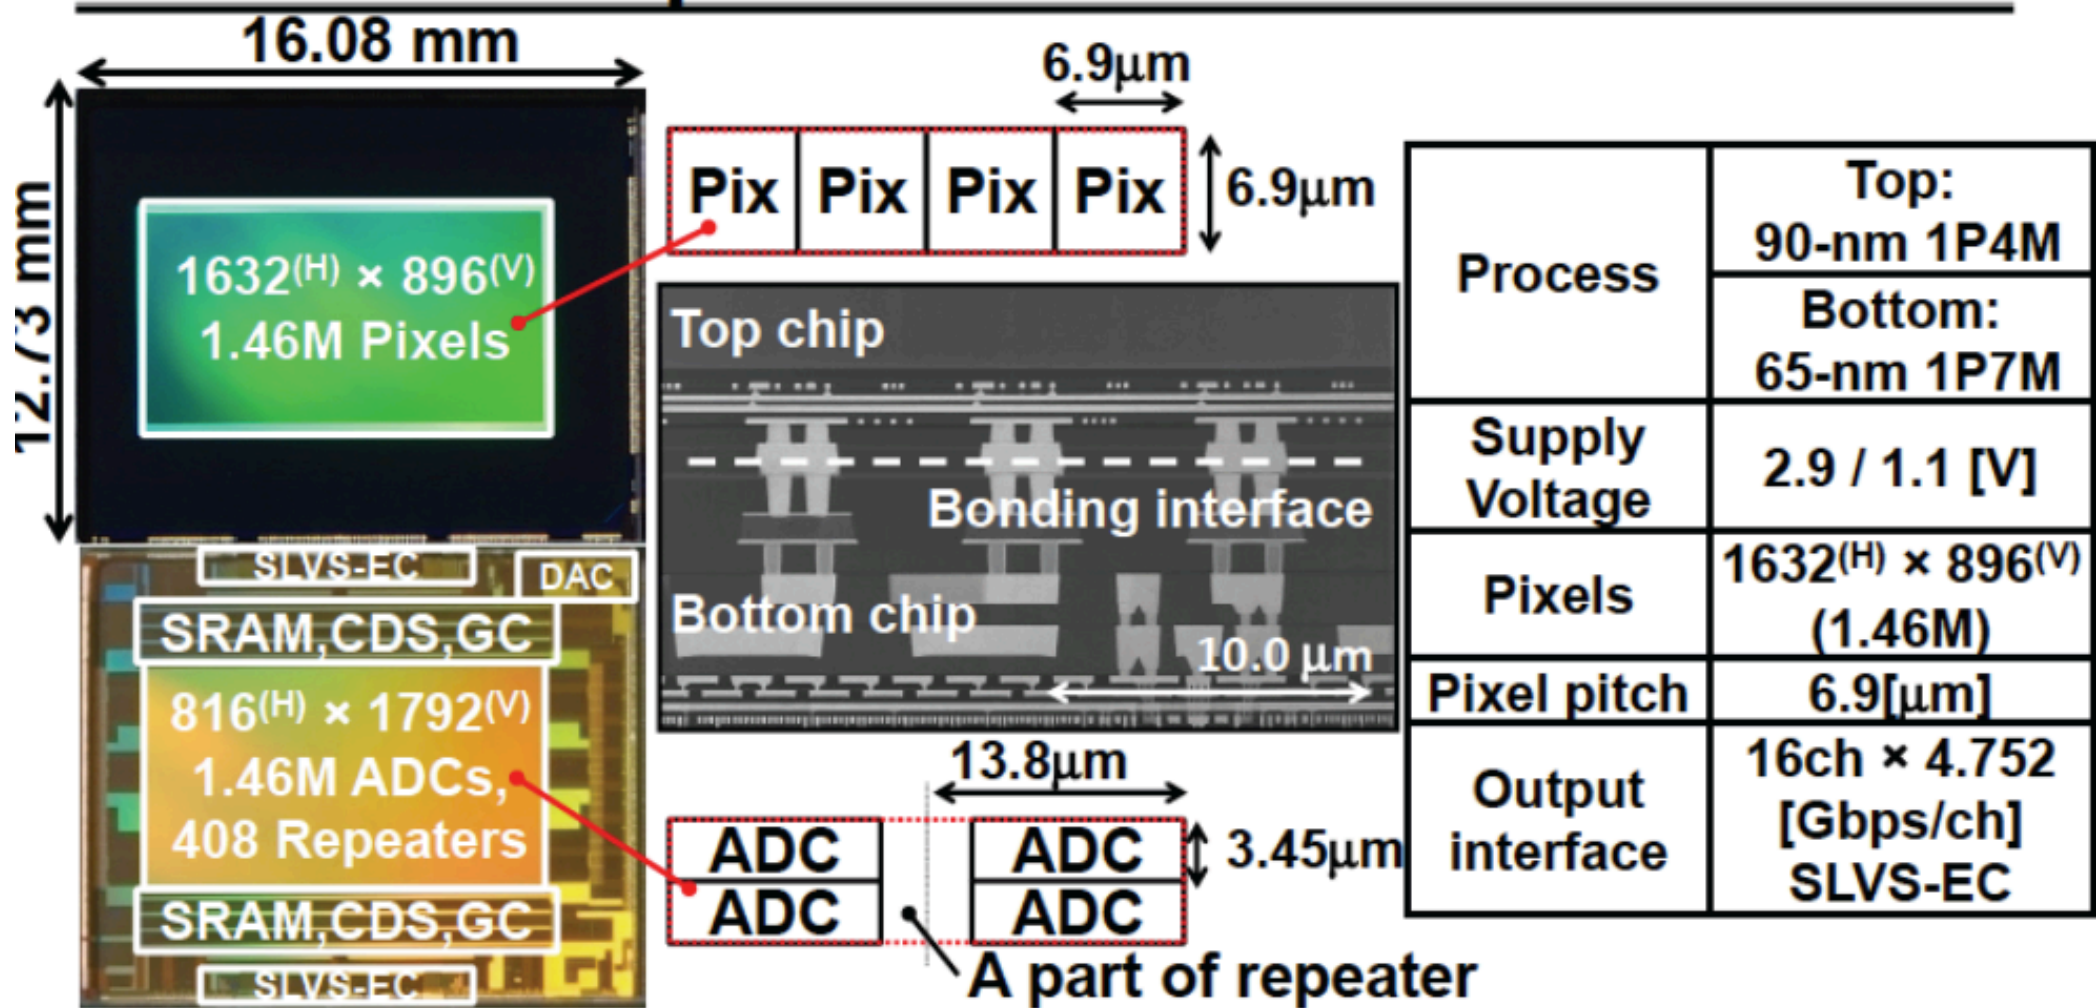 16.08 mm
12.73 mm
1632(H) × 896(V)
1.46M Pixels
6.9µm
Pix Pix Pix Pix
6.9µm
Top chip
Bonding interface
Bottom chip
10.0 µm
SLVS-EC
DAC
SRAM,CDS,GC
816(H) × 1792(V)
1.46M ADCs,
408 Repeaters
SRAM,CDS,GC
SLVS-EC
13.8µm
ADC ADC
3.45µm
ADC ADC
A part of repeater
Process
Top:
90-nm 1P4M
Bottom:
65-nm 1P7M
Supply
Voltage
2.9 / 1.1 [V]
Pixels
1632(H) × 896(V)
(1.46M)
Pixel pitch
6.9[µm]
Output
interface
16ch × 4.752
[Gbps/ch]
SLVS-EC